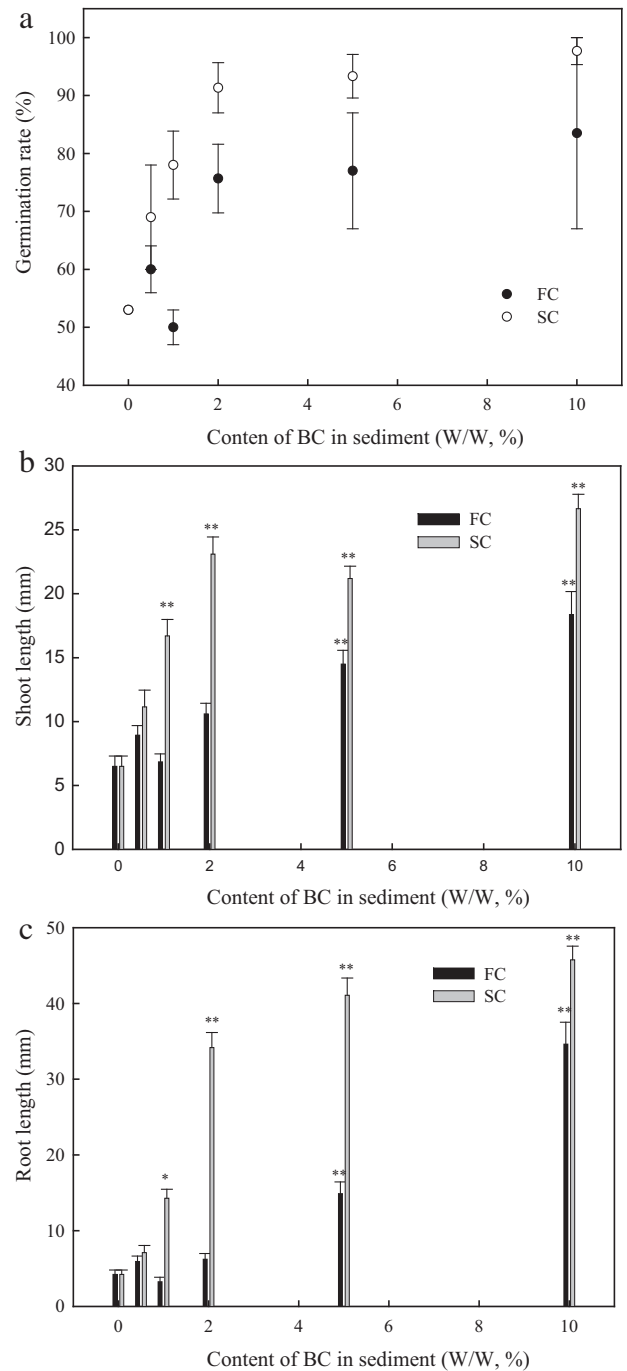 a
100
90
80
70
60
50
40
Germination rate (%)
FC
SC
0 2 4 6 8 10
Conten of BC in sediment (W/W, %)
b
30
25
20
15
10
5
0
Shoot length (mm)
FC
SC
** ** ** ** ** **
0 2 4 6 8 10
Content of BC in sediment (W/W, %)
c
50
40
30
20
10
0
Root length (mm)
FC
SC
* ** ** ** ** **
0 2 4 6 8 10
Content of BC in sediment (W/W, %)